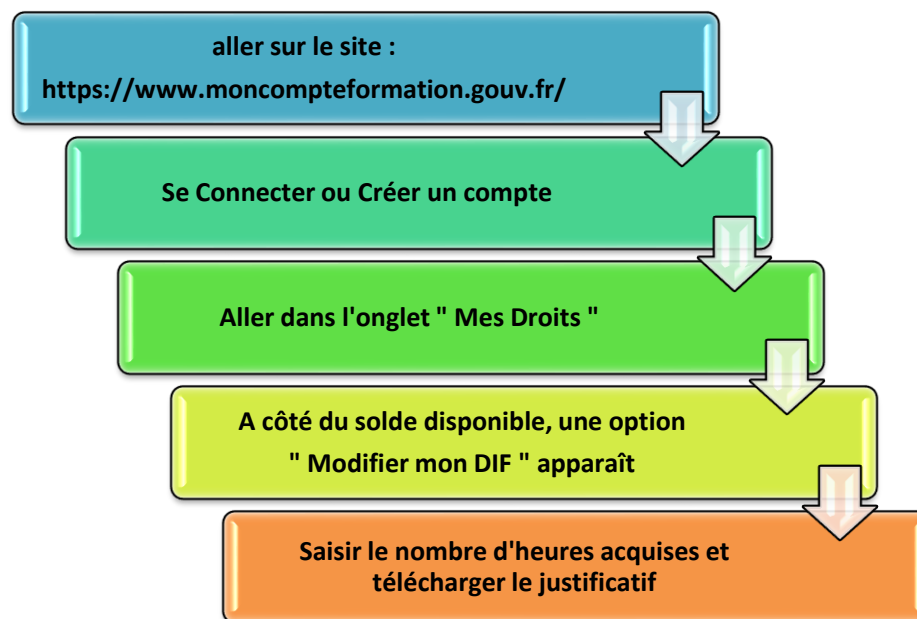 aller sur le site :
https://www.moncompteformation.gouv.fr/
Se Connecter ou Créer un compte
Aller dans l'onglet " Mes Droits "
A côté du solde disponible, une option
" Modifier mon DIF " apparaît
Saisir le nombre d'heures acquises et
télécharger le justificatif